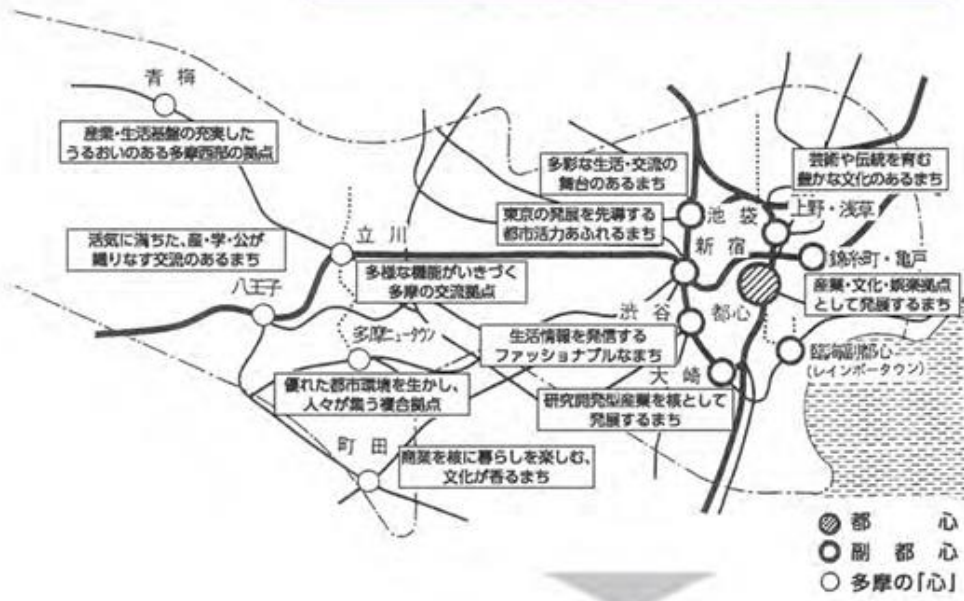 青梅
産業・生活基盤の充実した
うるおいのある多摩西部の拠点
多彩な生活・交流の
舞台のあるまち
芸術や伝統を育む
豊かな文化のあるまち
東京の発展を先導する
都市活力あふれるまち
池袋
上野・浅草
新宿
立川
活気に満ちた、産・学・公が
織りなす交流のあるまち
錦糸町・亀戸
八王子
多様な機能がいきづく
多摩の交流拠点
産業・文化・娯楽拠点
として発展するまち
渋谷
都心
多摩ニュータウン
生活情報を発信する
ファッショナブルなまち
臨海副都心
(レインボータウン)
大崎
優れた都市環境を生かし、
人々が集う複合拠点
研究開発型産業を核として
発展するまち
町田
商業を核に暮らしを楽しむ、
文化が香るまち
都心
副都心
多摩の「心」